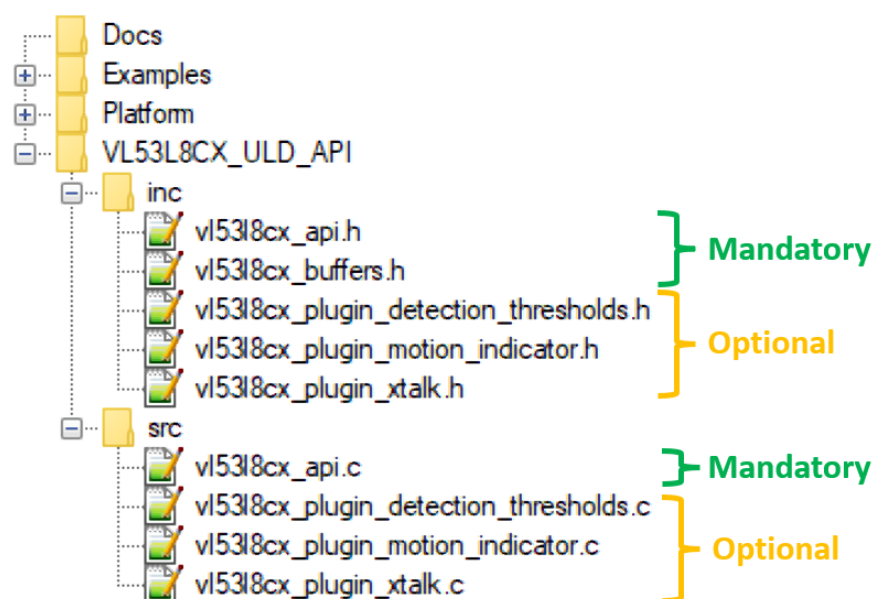 Docs
Examples
Platform
VL53L8CX_ULD_API
inc
vl53l8cx_api.h
vl53l8cx_buffers.h
Mandatory
vl53l8cx_plugin_detection_thresholds.h
vl53l8cx_plugin_motion_indicator.h
vl53l8cx_plugin_xtalk.h
Optional
src
vl53l8cx_api.c
Mandatory
vl53l8cx_plugin_detection_thresholds.c
vl53l8cx_plugin_motion_indicator.c
vl53l8cx_plugin_xtalk.c
Optional